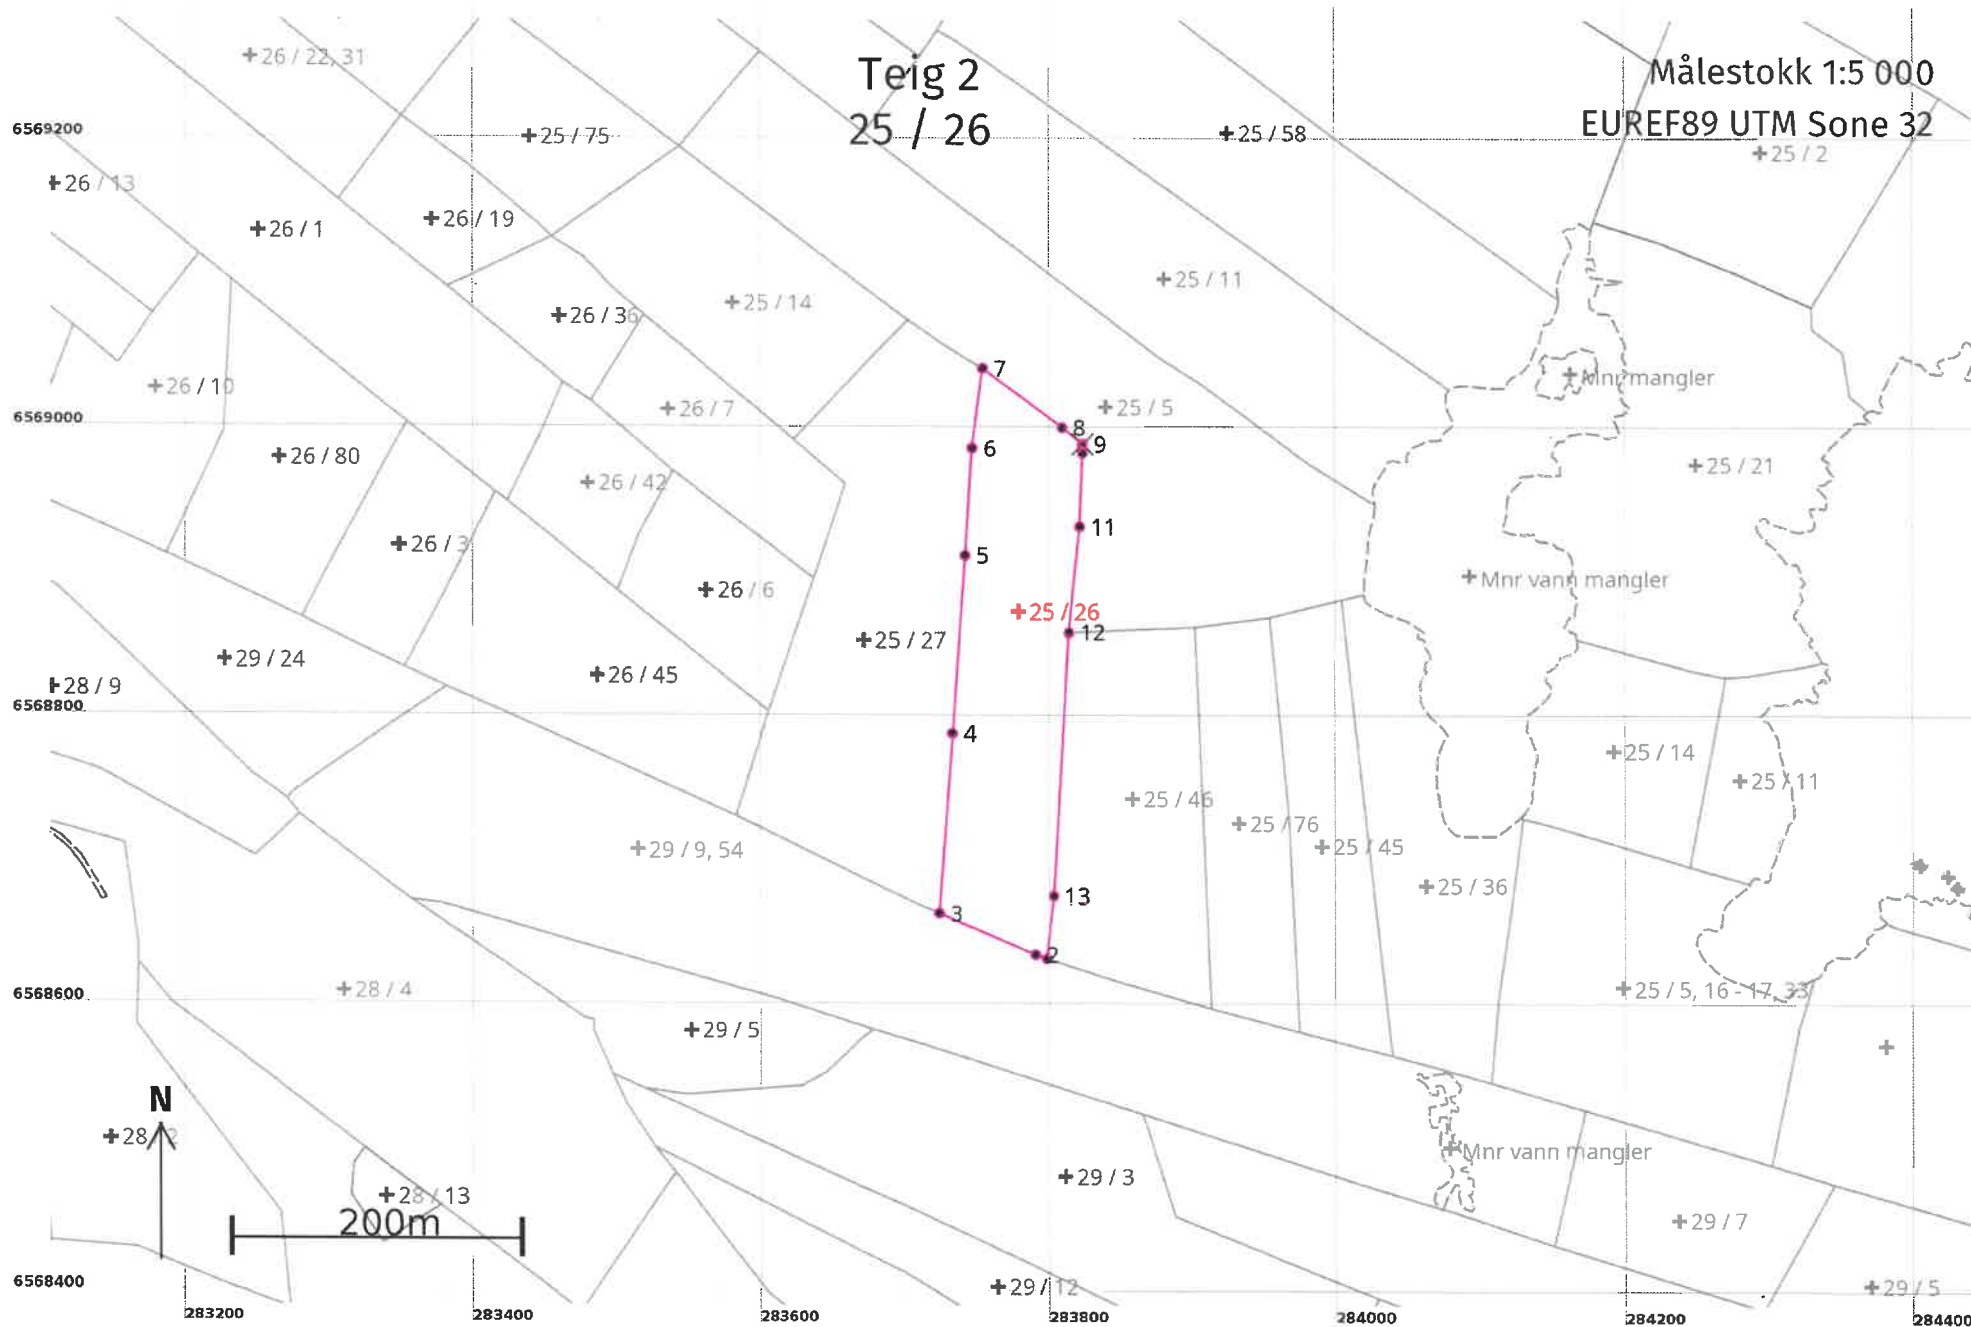 Teig 2
25 / 26
Målestokk 1:5 000
EUREF89 UTM Sone 32
26 / 22, 31
6569200
25 / 75
25 / 58
25 / 2
26 / 13
26 / 1
26 / 19
25 / 11
25 / 14
26 / 36
7
Mnr mangler
26 / 10
26 / 7
25 / 5
6569000
8
9
6
26 / 80
25 / 21
26 / 42
11
26 / 3
5
Mnr vann mangler
26 / 6
25 / 26
12
25 / 27
29 / 24
26 / 45
28 / 9
6568800
4
25 / 14
25 / 11
25 / 46
25 / 76
25 / 45
29 / 9, 54
25 / 36
13
3
2
6568600
28 / 4
25 / 5, 16 - 17, 33
29 / 5
N
28 / 2
Mnr vann mangler
29 / 3
28 / 13
200m
29 / 7
6568400
29 / 12
29 / 5
283200
283400
283600
283800
284000
284200
284400